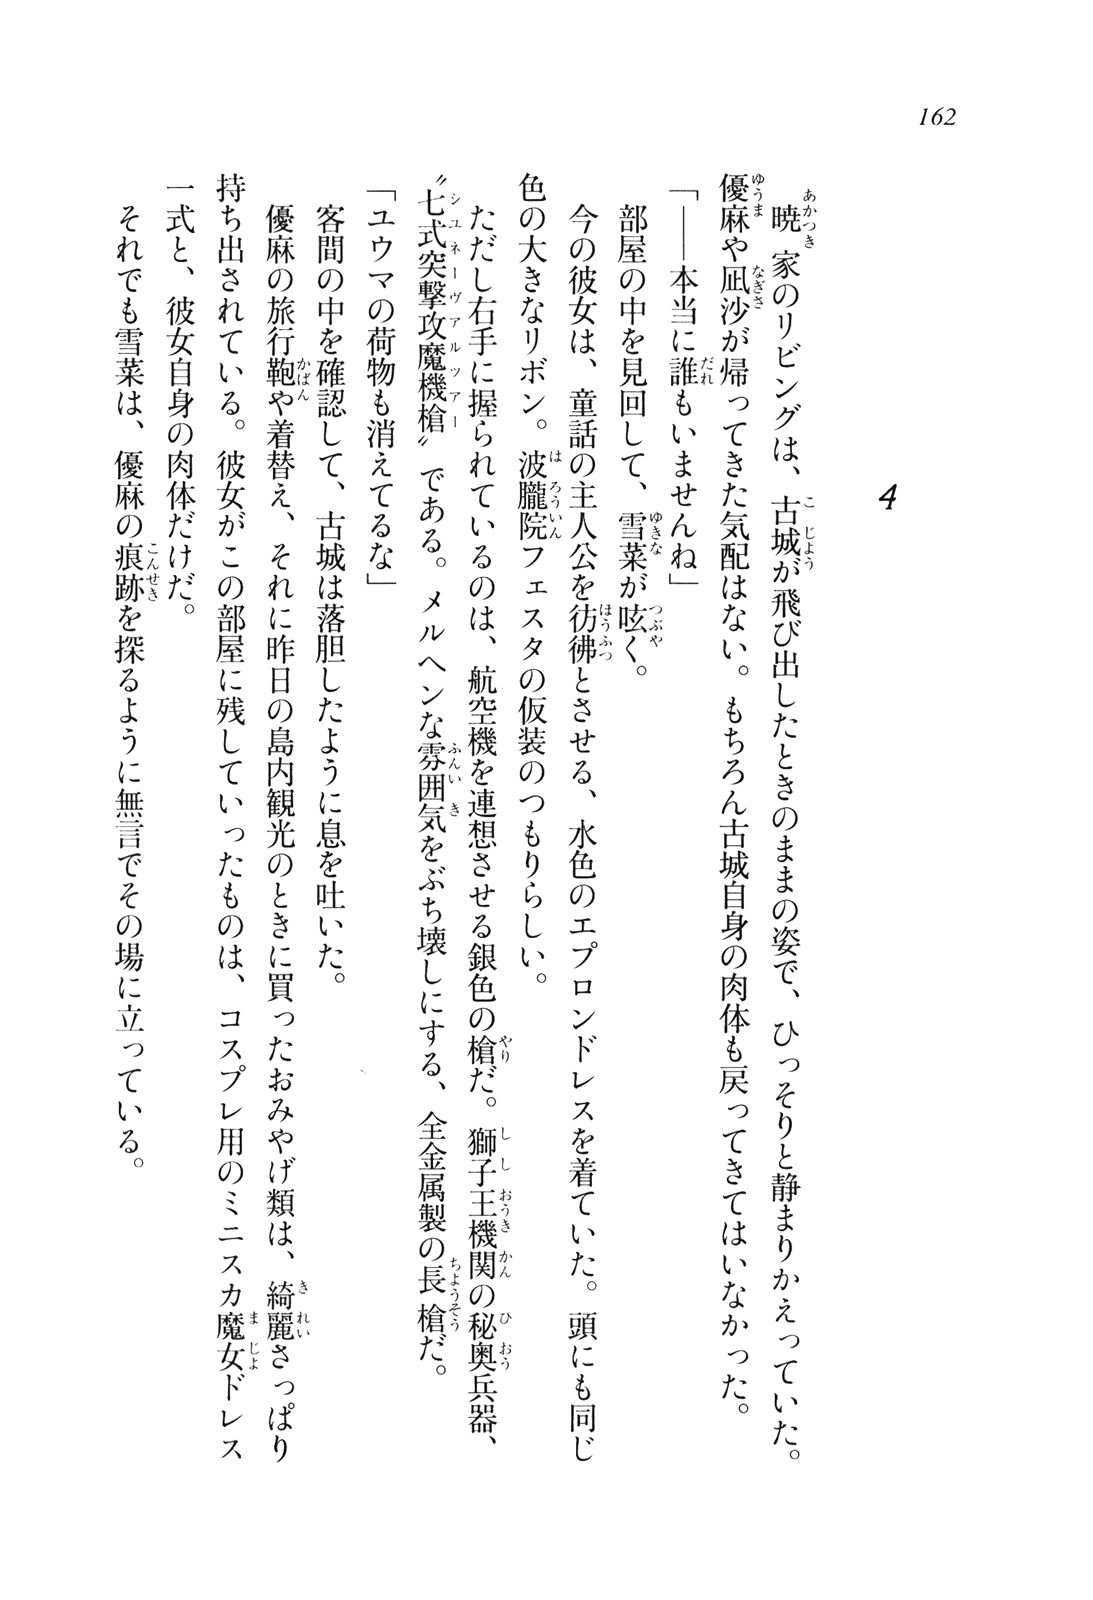 162
4
暁家のリビングは、古城が飛び出したときのままの姿で、ひっそりと静まりかえっていた。
優麻や凪沙が帰ってきた気配はない。もちろん古城自身の肉体も戻ってきてはいなかった。
「――本当に誰もいませんね」
部屋の中を見回して、雪菜が呟く。
今の彼女は、童話の主人公を彷彿とさせる、水色のエプロンドレスを着ていた。頭にも同じ
色の大きなリボン。波朧院フェスタの仮装のつもりらしい。
ただし右手に握られているのは、航空機を連想させる銀色の槍だ。獅子王機関の秘奥兵器、
〝七式突撃攻魔機槍〟である。メルヘンな雰囲気をぶち壊しにする、全金属製の長槍だ。
「ユウマの荷物も消えてるな」
客間の中を確認して、古城は落胆したように息を吐いた。
優麻の旅行鞄や着替え、それに昨日の島内観光のときに買ったおみやげ類は、綺麗さっぱり
持ち出されている。彼女がこの部屋に残していったものは、コスプレ用のミニスカ魔女ドレス
一式と、彼女自身の肉体だけだ。
それでも雪菜は、優麻の痕跡を探るように無言でその場に立っている。